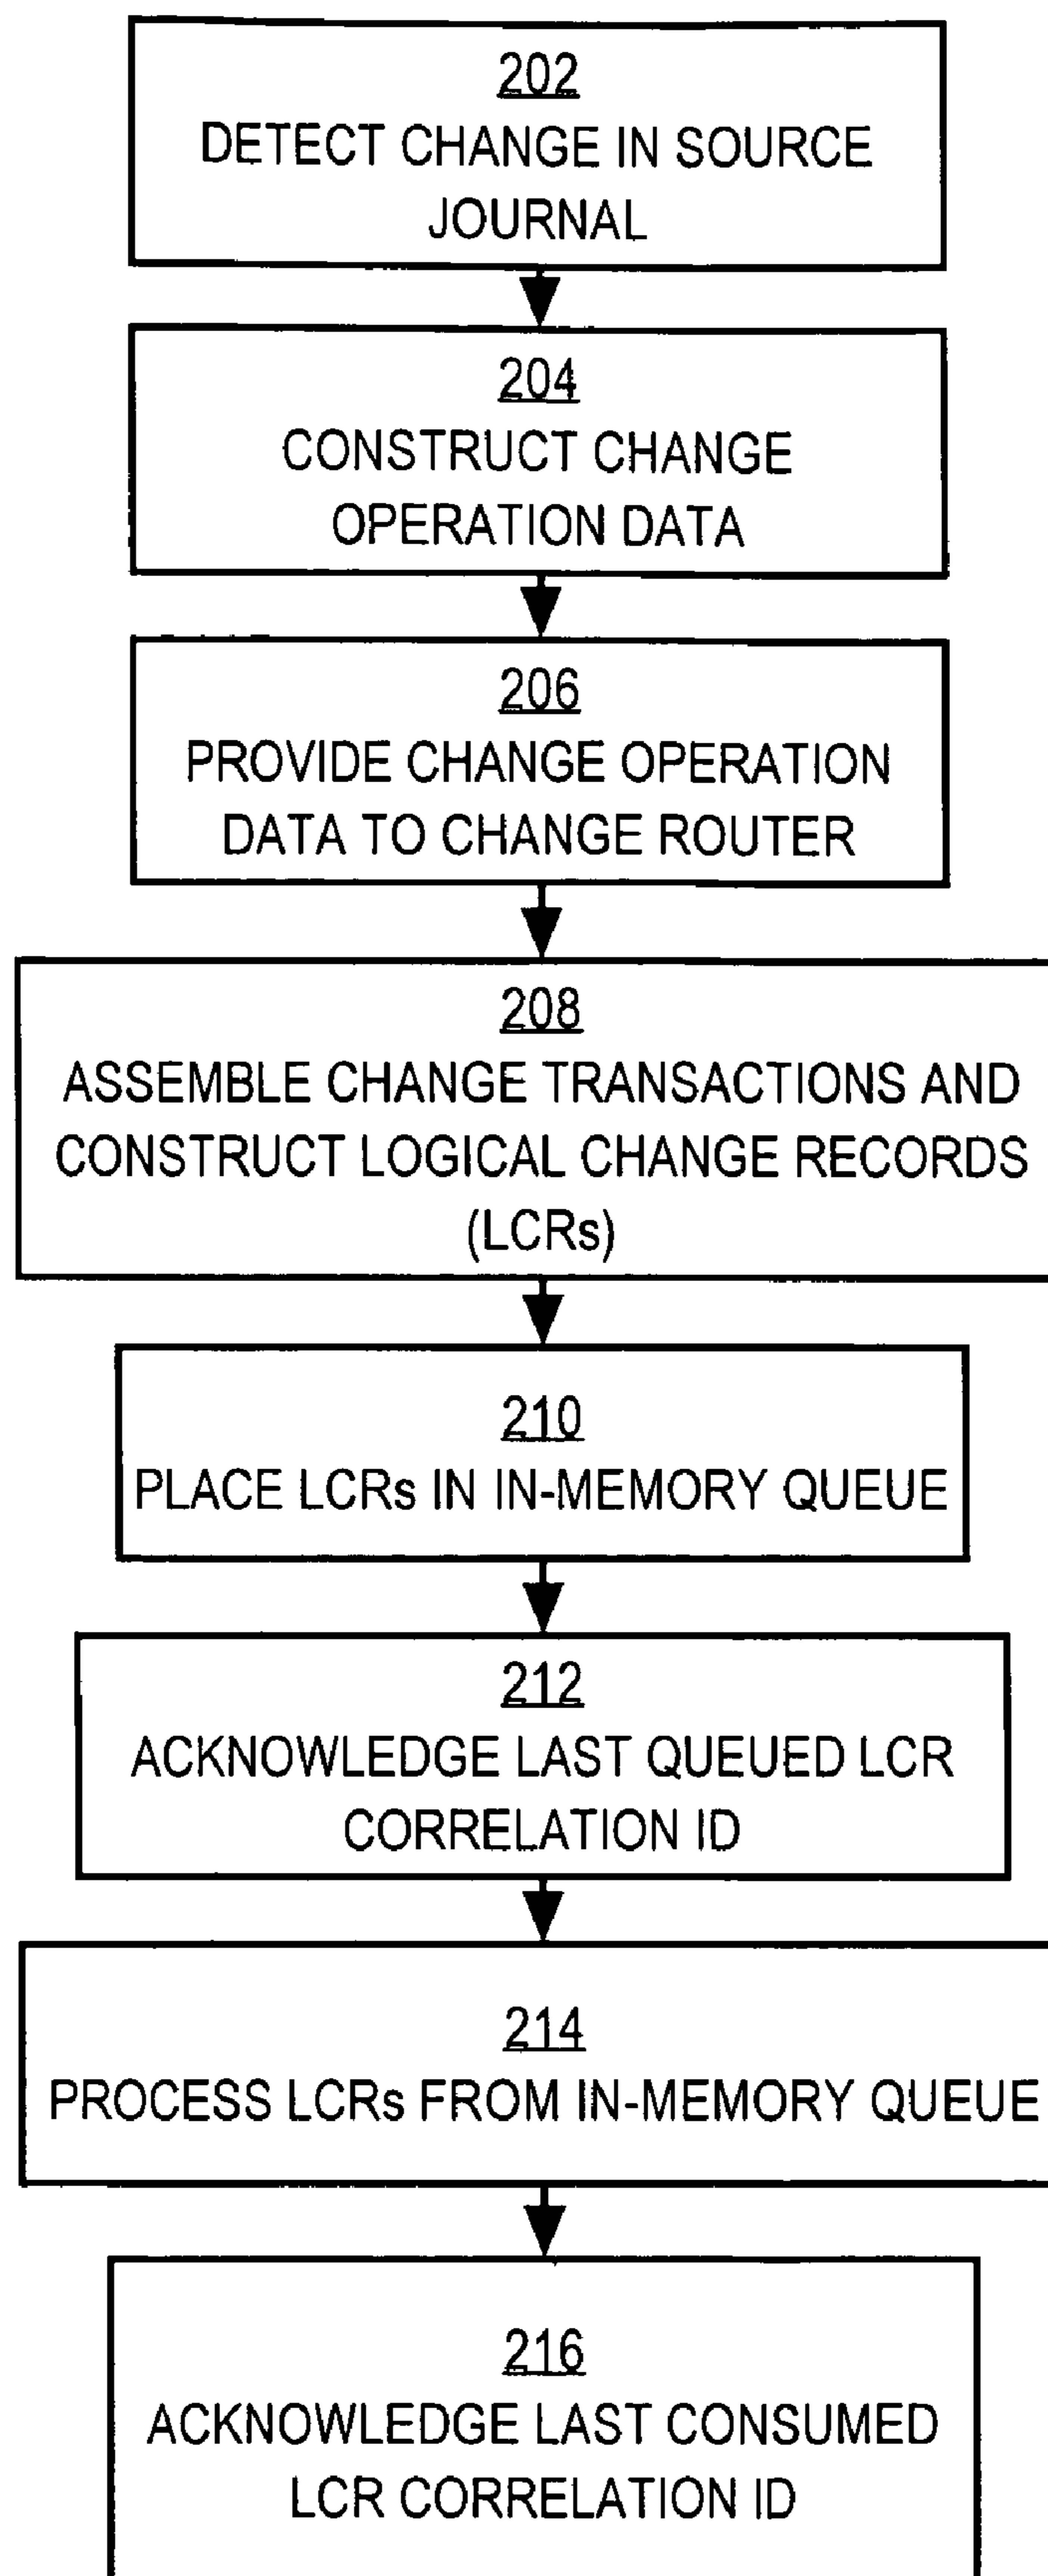 202
DETECT CHANGE IN SOURCE
JOURNAL
204
CONSTRUCT CHANGE
OPERATION DATA
206
PROVIDE CHANGE OPERATION
DATA TO CHANGE ROUTER
208
ASSEMBLE CHANGE TRANSACTIONS AND
CONSTRUCT LOGICAL CHANGE RECORDS
(LCRs)
210
PLACE LCRs IN IN-MEMORY QUEUE
212
ACKNOWLEDGE LAST QUEUED LCR
CORRELATION ID
214
PROCESS LCRs FROM IN-MEMORY QUEUE
216
ACKNOWLEDGE LAST CONSUMED
LCR CORRELATION ID